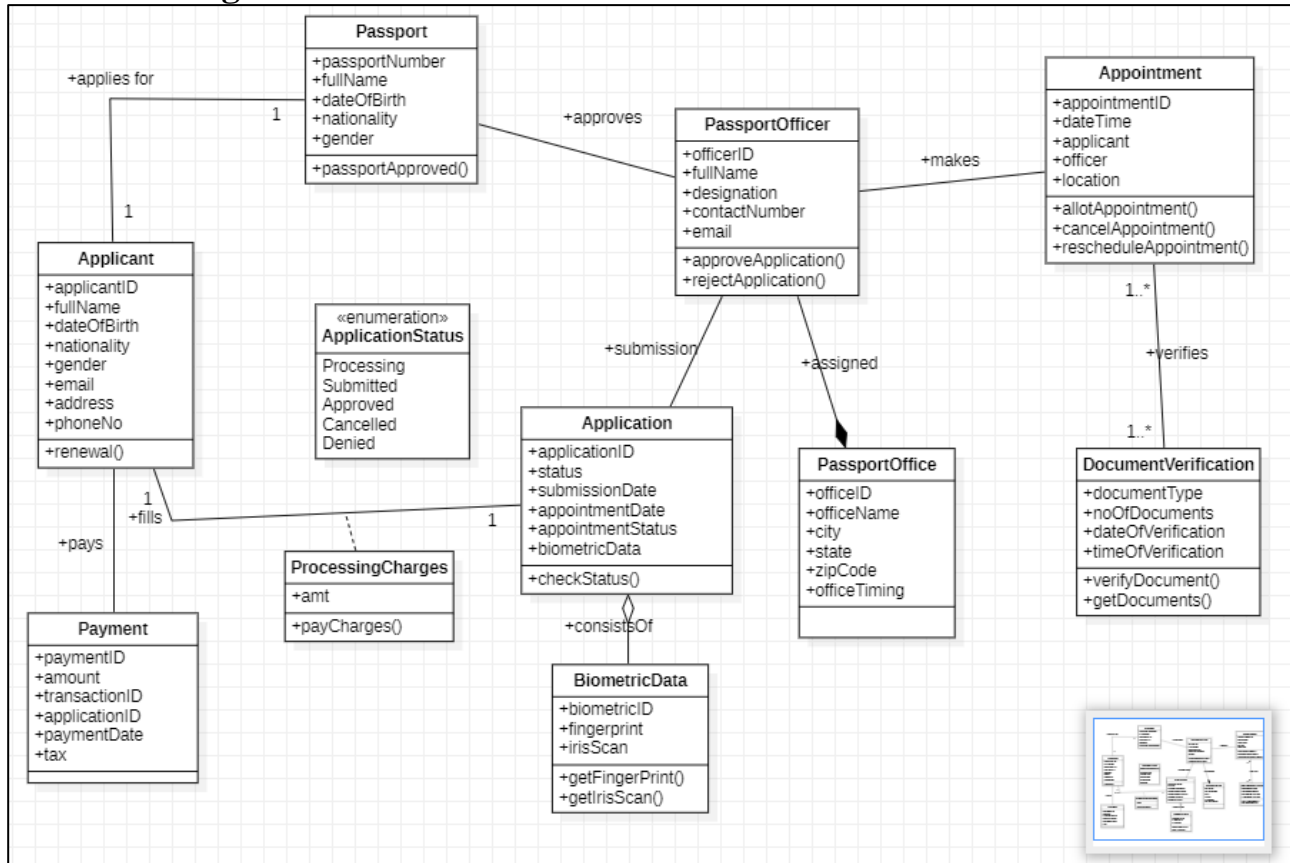 Passport
+passportNumber
+fullName
+dateOfBirth
+nationality
+gender
+passportApproved()
+applies for
1
1
+approves
PassportOfficer
+officerID
+fullName
+designation
+contactNumber
+email
+approveApplication()
+rejectApplication()
+makes
Appointment
+appointmentID
+dateTime
+applicant
+officer
+location
+allotAppointment()
+cancelAppointment()
+rescheduleAppointment()
1..*
+verifies
1..*
Applicant
+applicantID
+fullName
+dateOfBirth
+nationality
+gender
+email
+address
+phoneNo
+renewal()
«enumeration»
ApplicationStatus
Processing
Submitted
Approved
Cancelled
Denied
+submission
+assigned
Application
+applicationID
+status
+submissionDate
+appointmentDate
+appointmentStatus
+biometricData
+checkStatus()
PassportOffice
+officeID
+officeName
+city
+state
+zipCode
+officeTiming
DocumentVerification
+documentType
+noOfDocuments
+dateOfVerification
+timeOfVerification
+verifyDocument()
+getDocuments()
1
+fills
1
+pays
ProcessingCharges
+amt
+payCharges()
+consistsOf
Payment
+paymentID
+amount
+transactionID
+applicationID
+paymentDate
+tax
BiometricData
+biometricID
+fingerprint
+irisScan
+getFingerPrint()
+getIrisScan()